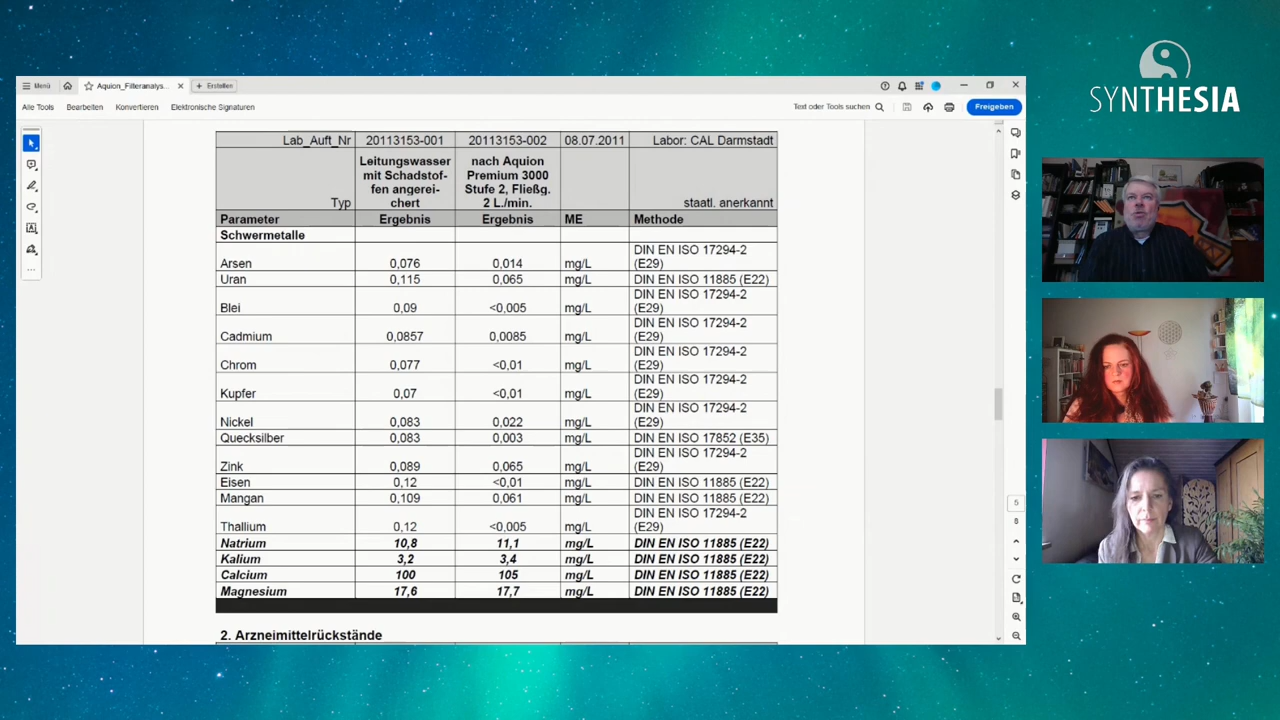 SYNTHESIA
Menü
Aquion_Filteranalys...
Erstellen
Alle Tools Bearbeiten Konvertieren Elektronische Signaturen Text oder Tools suchen Freigeben
Lab_Auft_Nr 20113153-001 20113153-002 08.07.2011 Labor: CAL Darmstadt
Typ Leitungswasser mit Schadstof- fen angerei- chert nach Aquion Premium 3000 Stufe 2, Fließg. 2 L./min. staatl. anerkannt
Parameter Ergebnis Ergebnis ME Methode
Schwermetalle
Arsen 0,076 0,014 mg/L DIN EN ISO 17294-2 (E29)
Uran 0,115 0,065 mg/L DIN EN ISO 11885 (E22)
Blei 0,09 <0,005 mg/L DIN EN ISO 17294-2 (E29)
Cadmium 0,0857 0,0085 mg/L DIN EN ISO 17294-2 (E29)
Chrom 0,077 <0,01 mg/L DIN EN ISO 17294-2 (E29)
Kupfer 0,07 <0,01 mg/L DIN EN ISO 17294-2 (E29)
Nickel 0,083 0,022 mg/L DIN EN ISO 17294-2 (E29)
Quecksilber 0,083 0,003 mg/L DIN EN ISO 17852 (E35)
Zink 0,089 0,065 mg/L DIN EN ISO 17294-2 (E29)
Eisen 0,12 <0,01 mg/L DIN EN ISO 11885 (E22)
Mangan 0,109 0,061 mg/L DIN EN ISO 11885 (E22)
Thallium 0,12 <0,005 mg/L DIN EN ISO 17294-2 (E29)
Natrium 10,8 11,1 mg/L DIN EN ISO 11885 (E22)
Kalium 3,2 3,4 mg/L DIN EN ISO 11885 (E22)
Calcium 100 105 mg/L DIN EN ISO 11885 (E22)
Magnesium 17,6 17,7 mg/L DIN EN ISO 11885 (E22)
2. Arzneimittelrückstände
5
8